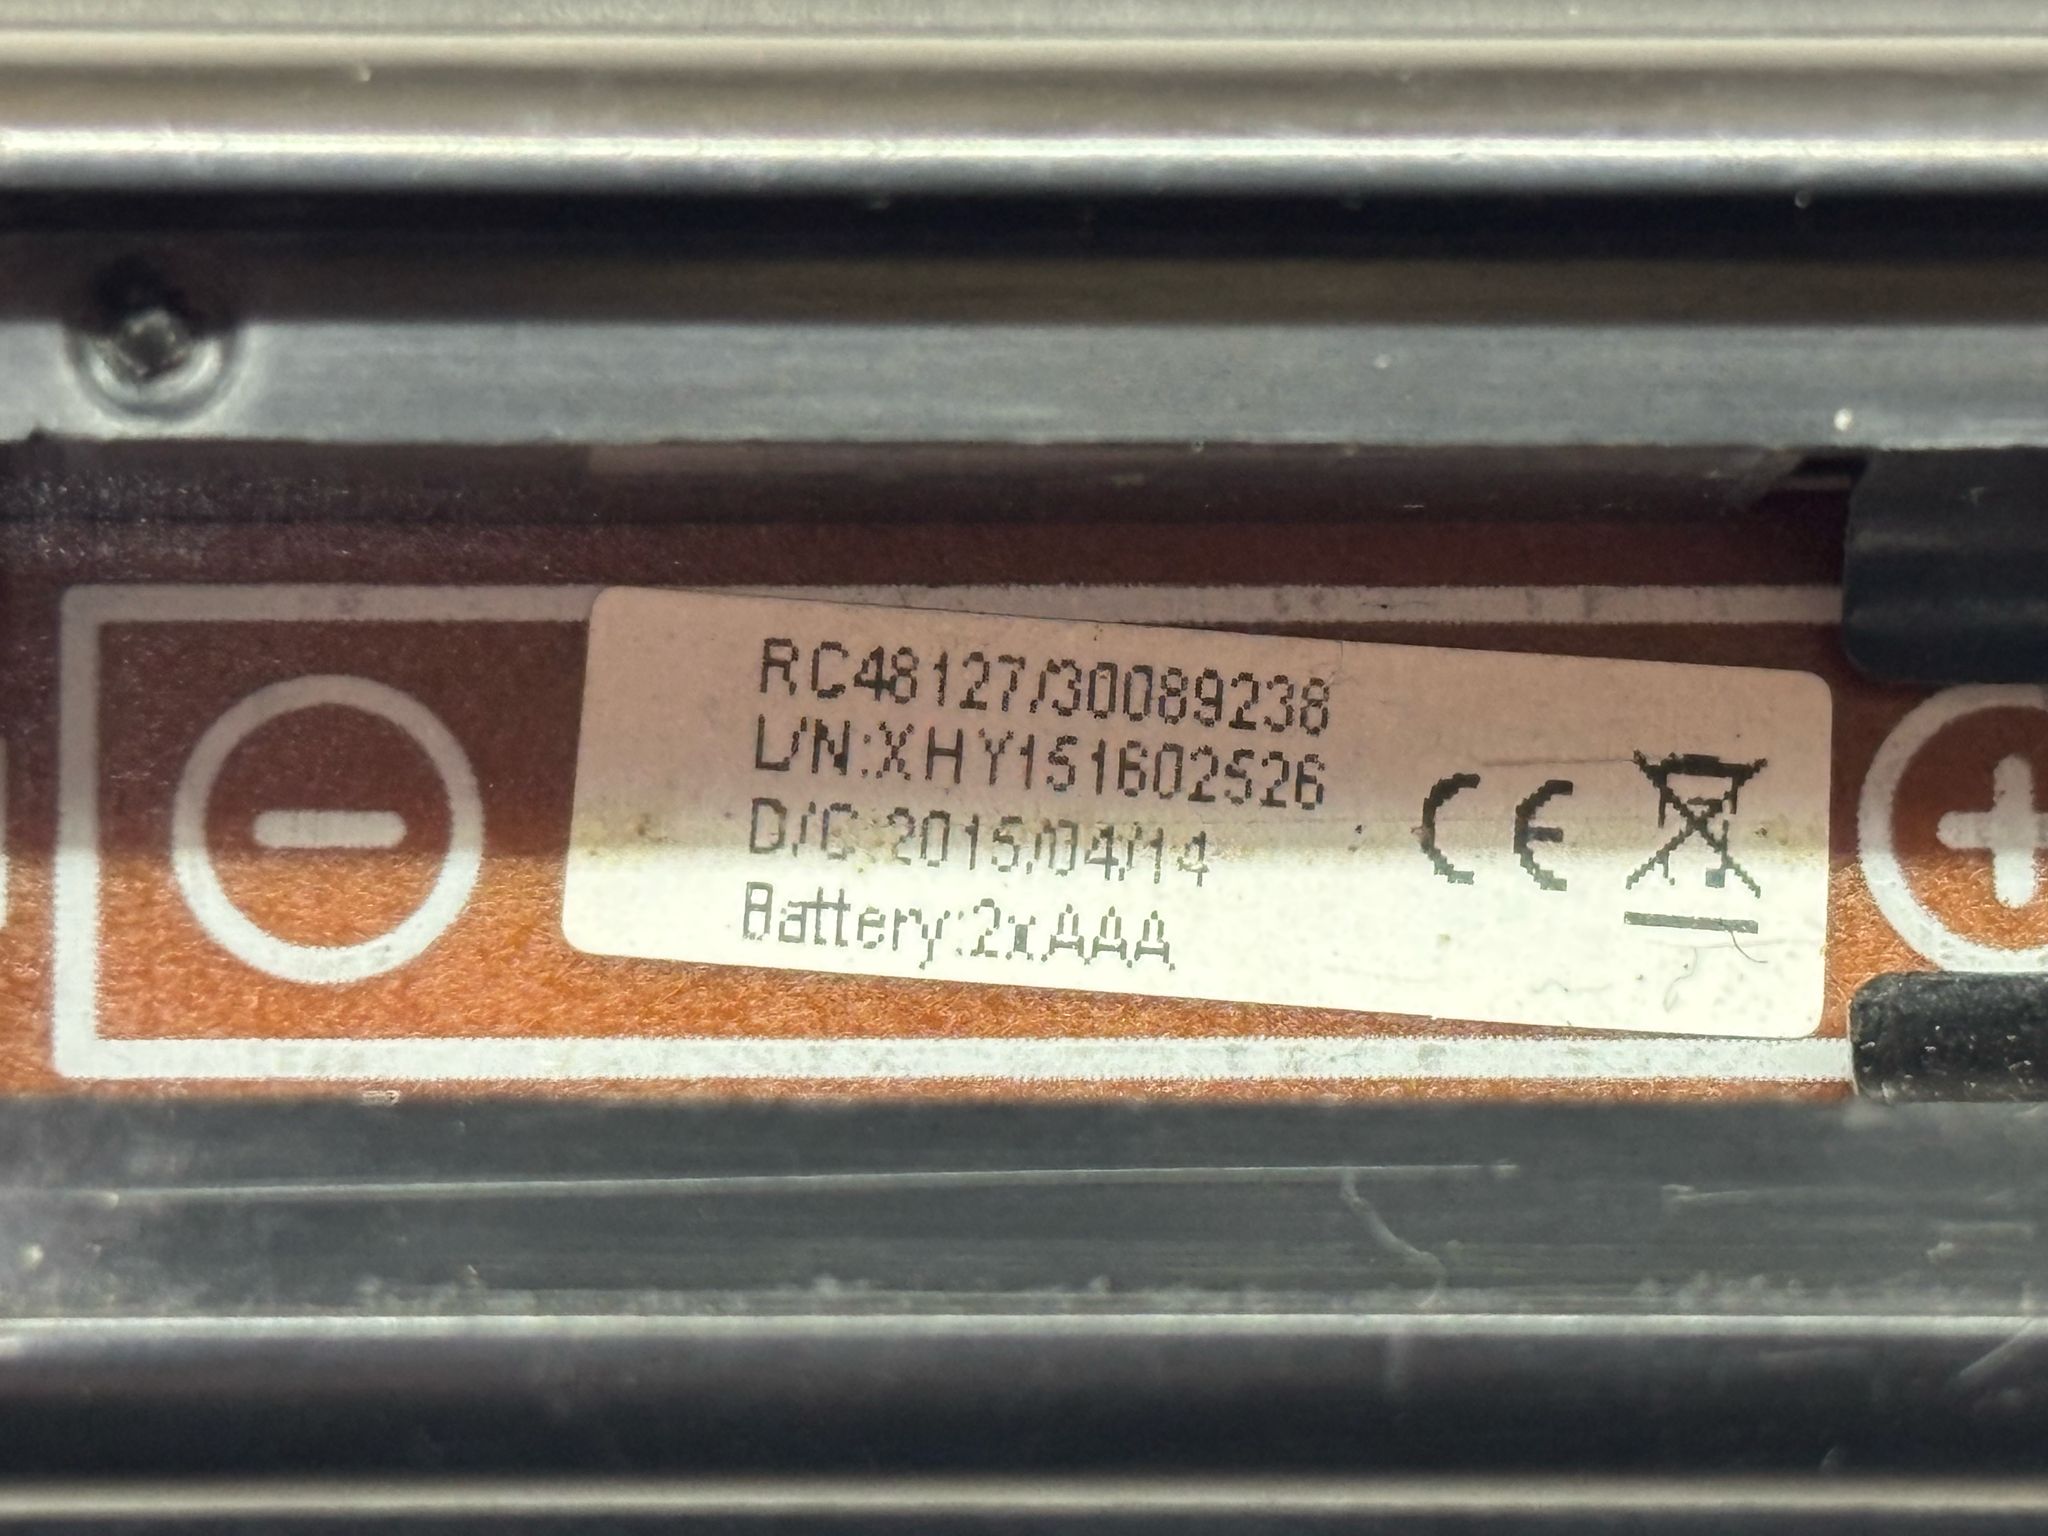 RC48127/30089238
L/N:XHY151602526
D/C:2015/04/14
Battery:2xAAA
CE